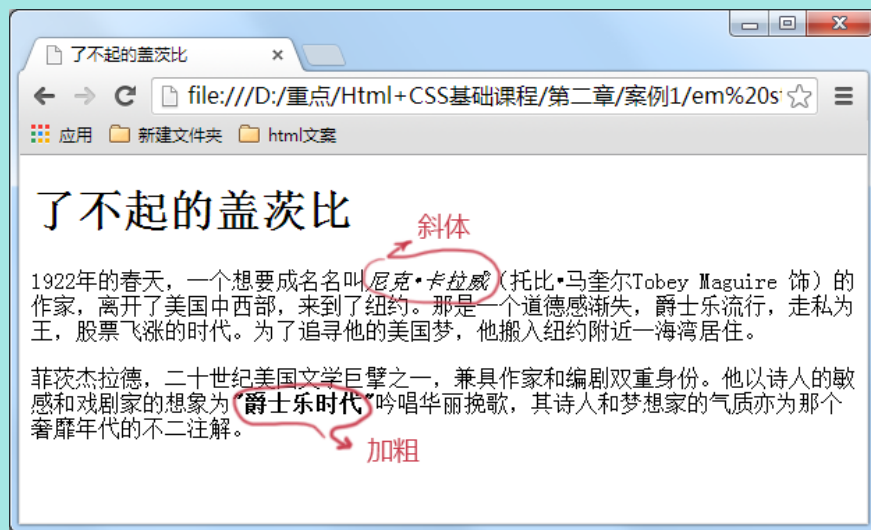 了不起的盖茨比
file:///D:/重点/Html+CSS基础课程/第二章/案例1/em%20st
应用 新建文件夹 html文案
了不起的盖茨比
斜体
1922年的春天，一个想要成名名叫尼克•卡拉威（托比•马奎尔Tobey Maguire 饰）的
作家，离开了美国中西部，来到了纽约。那是一个道德感渐失，爵士乐流行，走私为
王，股票飞涨的时代。为了追寻他的美国梦，他搬入纽约附近一海湾居住。
菲茨杰拉德，二十世纪美国文学巨擘之一，兼具作家和编剧双重身份。他以诗人的敏
感和戏剧家的想象为"爵士乐时代"吟唱华丽挽歌，其诗人和梦想家的气质亦为那个
奢靡年代的不二注解。
加粗